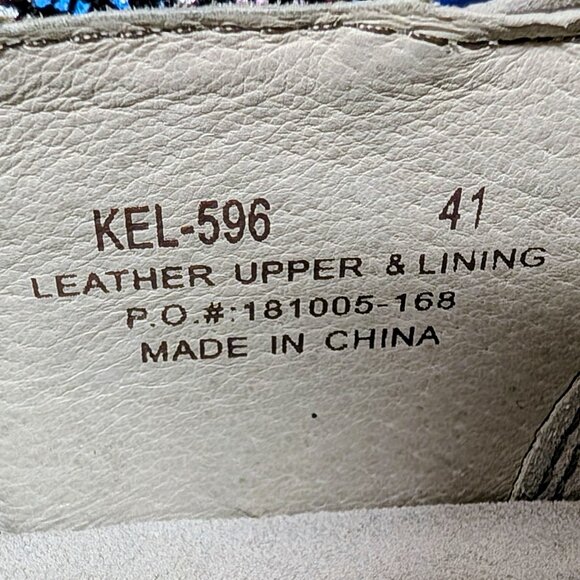 KEL-596 41
LEATHER UPPER & LINING
P.O.#:181005-168
MADE IN CHINA